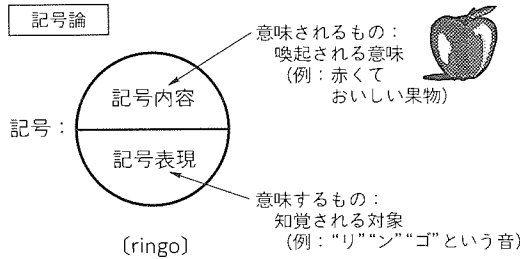 記号論
意味されるもの：
喚起される意味
（例：赤くて
おいしい果物）
記号内容
記号：
記号表現
意味するもの：
知覚される対象
（例：“リ”“ン”“ゴ”という音）
〔ringo〕